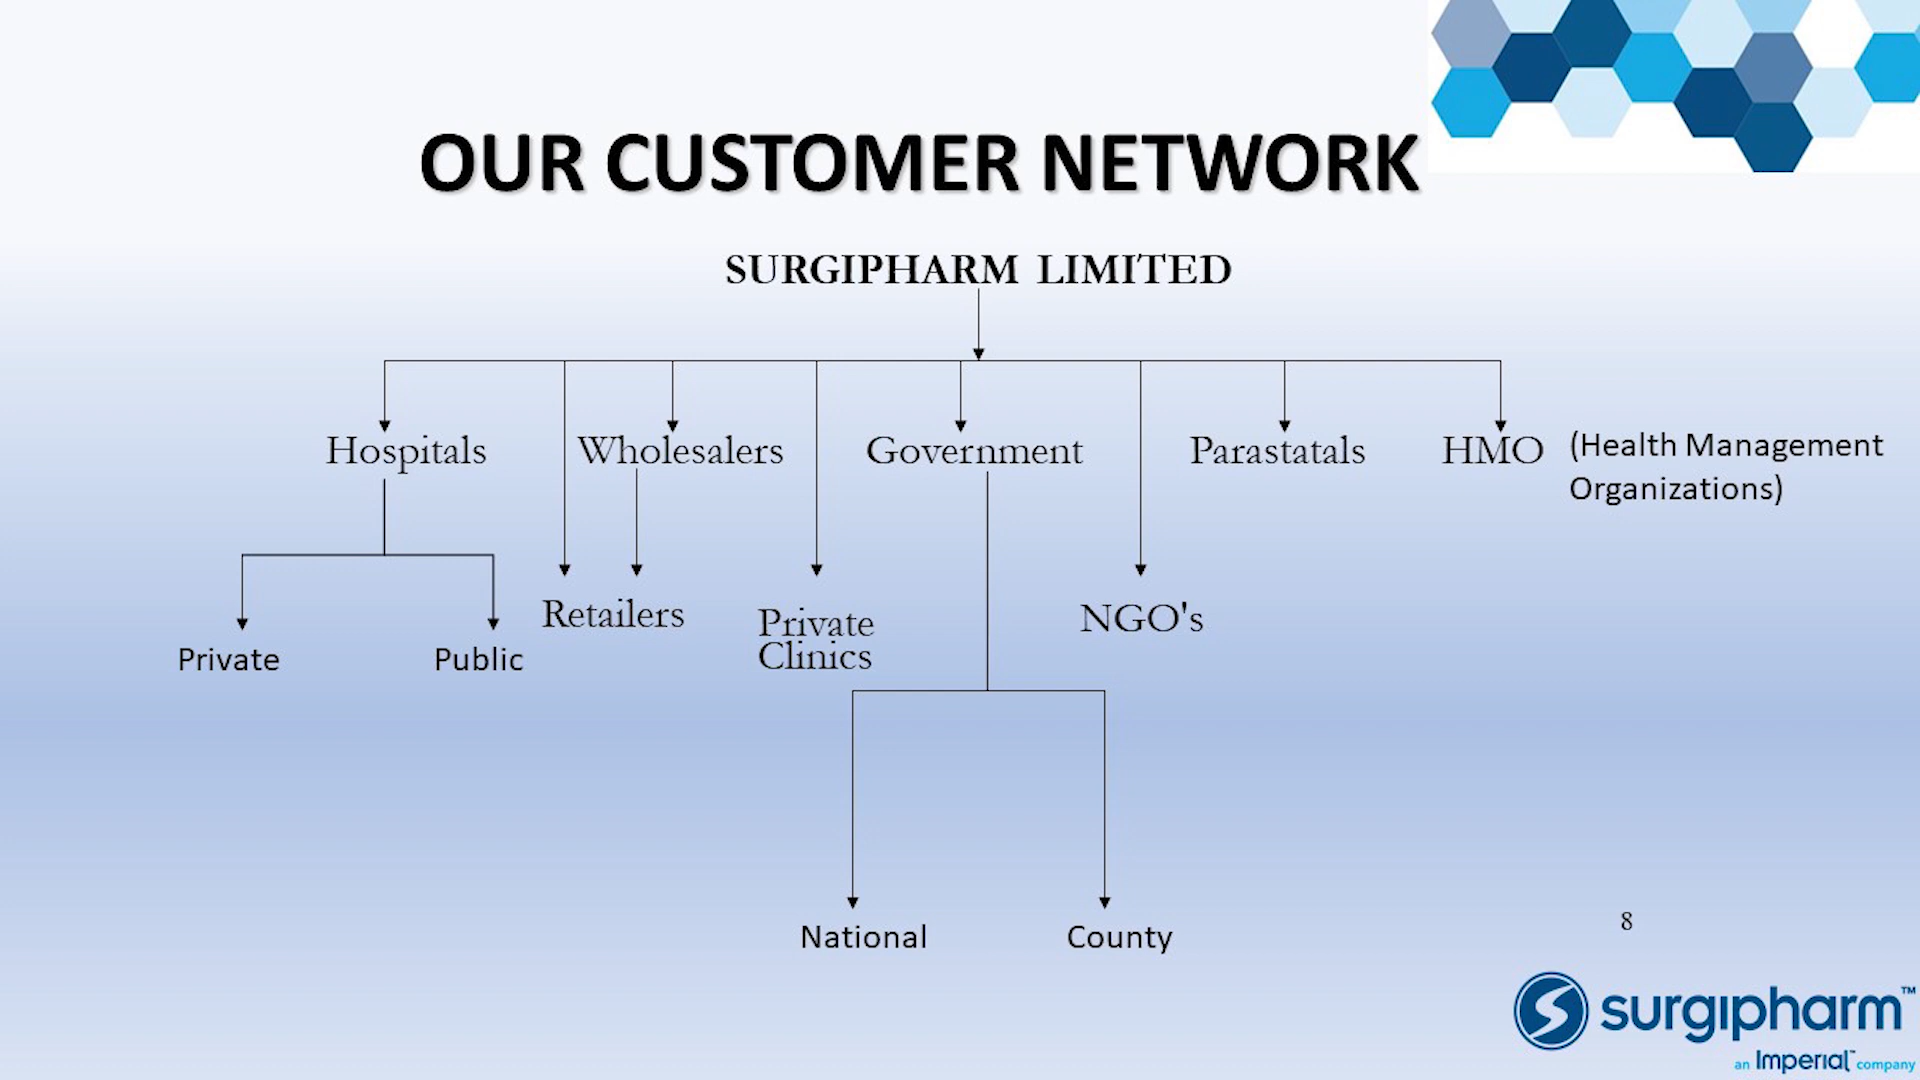 OUR CUSTOMER NETWORK
SURGIPHARM LIMITED
Hospitals
Wholesalers
Government
Parastatals
HMO
(Health Management
Organizations)
Retailers
Private
Clinics
NGO's
Private
Public
National
County
8
surgipharm™
an Imperial™ company